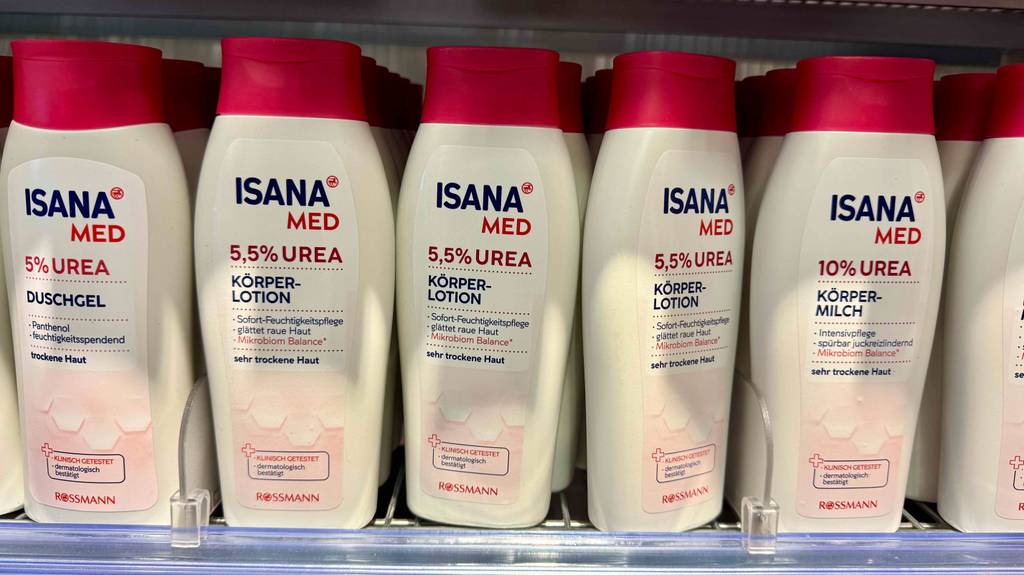 ISANA
MED
5% UREA
DUSCHGEL
- Panthenol
- feuchtigkeitsspendend
trockene Haut
KLINISCH GETESTET
- dermatologisch
bestätigt
ROSSMANN
ISANA
MED
5,5% UREA
KÖRPER-
LOTION
- Sofort-Feuchtigkeitspflege
- glättet raue Haut
- Mikrobiom Balance*
sehr trockene Haut
KLINISCH GETESTET
- dermatologisch
bestätigt
ROSSMANN
ISANA
MED
5,5% UREA
KÖRPER-
LOTION
- Sofort-Feuchtigkeitspflege
- glättet raue Haut
- Mikrobiom Balance*
sehr trockene Haut
KLINISCH GETESTET
- dermatologisch
bestätigt
ROSSMANN
ISANA
MED
5,5% UREA
KÖRPER-
LOTION
- Sofort-Feuchtigkeitspflege
- glättet raue Haut
- Mikrobiom Balance*
sehr trockene Haut
KLINISCH GETESTET
- dermatologisch
bestätigt
ROSSMANN
ISANA
MED
10% UREA
KÖRPER-
MILCH
- Intensivpflege
- spürbar juckreizlindernd
- Mikrobiom Balance*
sehr trockene Haut
KLINISCH GETESTET
- dermatologisch
bestätigt
ROSSMANN